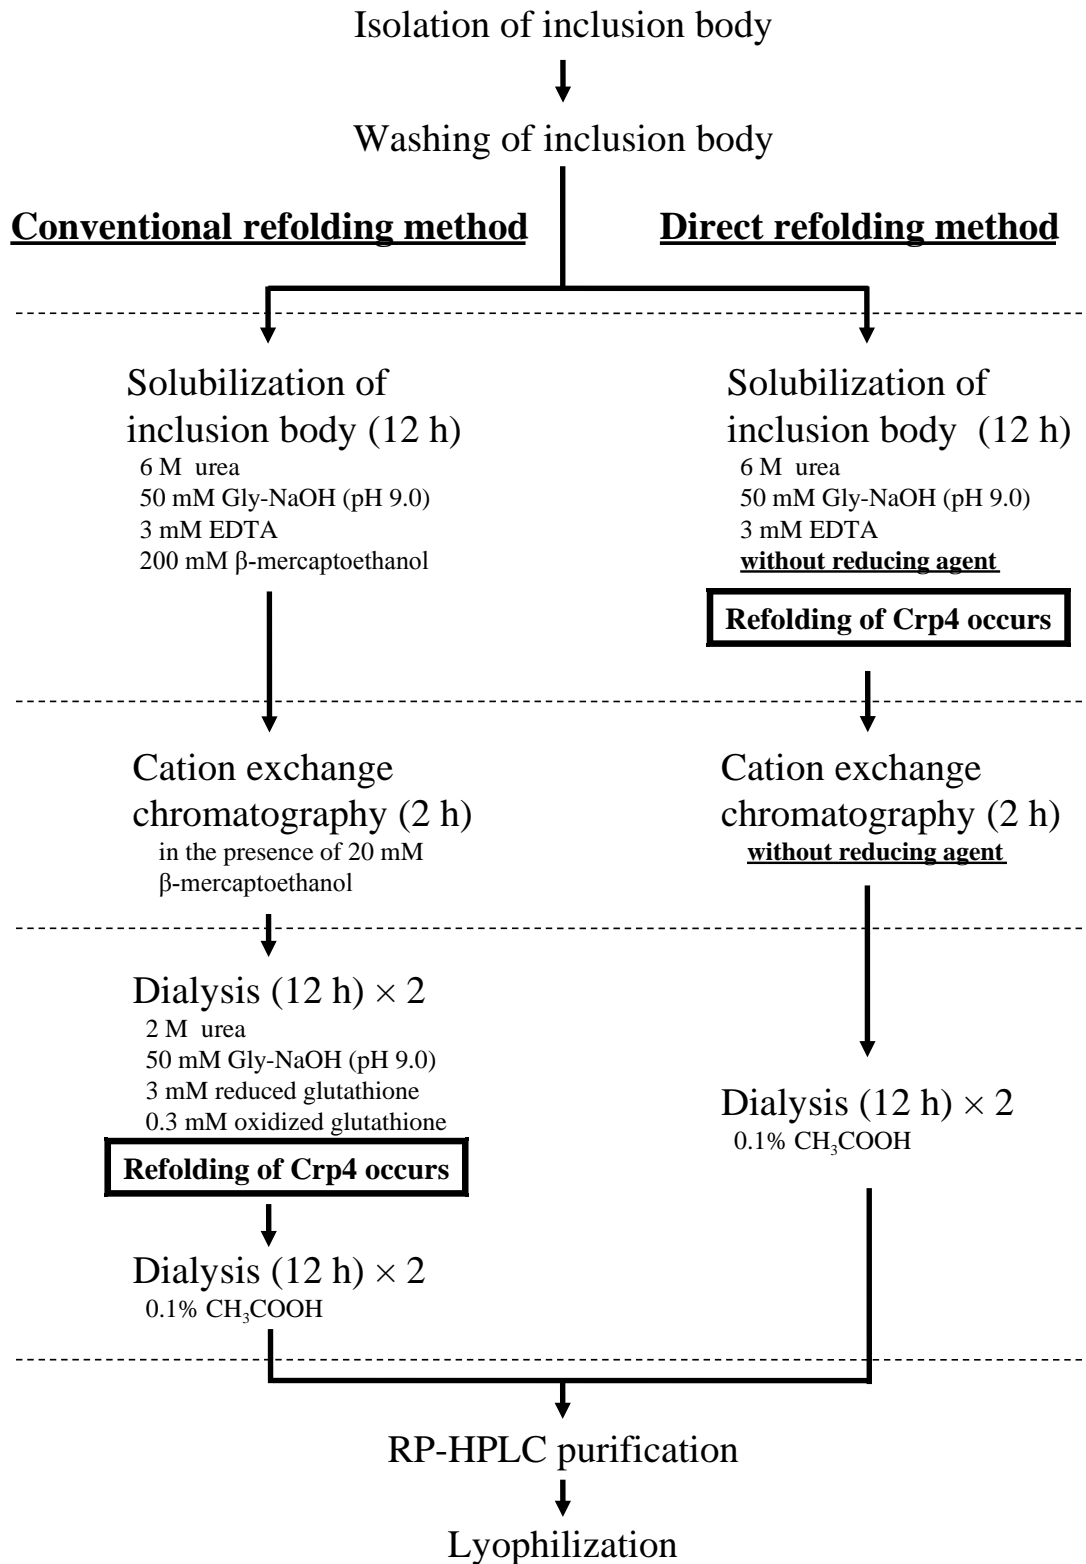 Isolation of inclusion body
Washing of inclusion body
Conventional refolding method
Direct refolding method
Solubilization of
inclusion body (12 h)
6 M urea
50 mM Gly-NaOH (pH 9.0)
3 mM EDTA
200 mM β-mercaptoethanol
Solubilization of
inclusion body (12 h)
6 M urea
50 mM Gly-NaOH (pH 9.0)
3 mM EDTA
without reducing agent
Refolding of Crp4 occurs
Cation exchange
chromatography (2 h)
in the presence of 20 mM
β-mercaptoethanol
Cation exchange
chromatography (2 h)
without reducing agent
Dialysis (12 h) × 2
2 M urea
50 mM Gly-NaOH (pH 9.0)
3 mM reduced glutathione
0.3 mM oxidized glutathione
Refolding of Crp4 occurs
Dialysis (12 h) × 2
0.1% CH₃COOH
Dialysis (12 h) × 2
0.1% CH₃COOH
RP-HPLC purification
Lyophilization